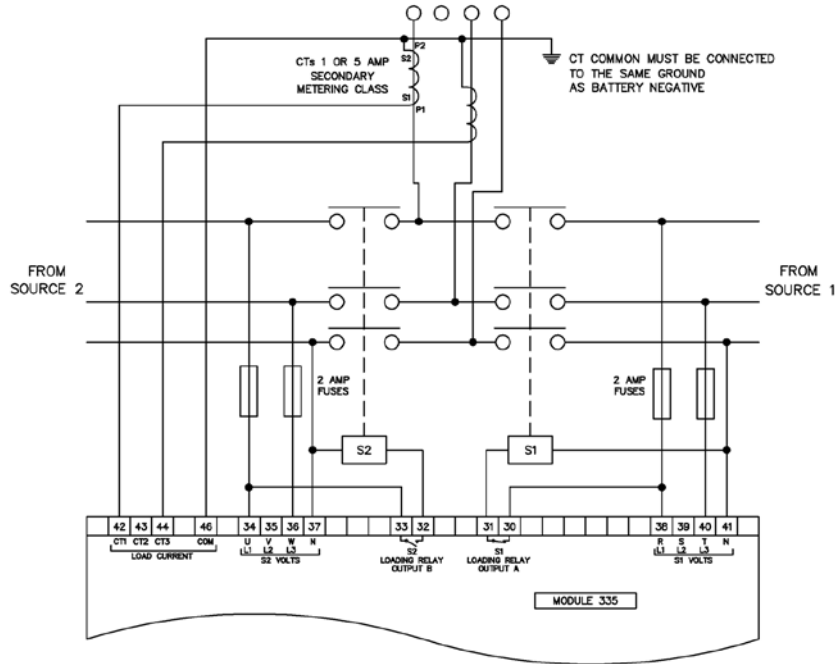 P2
S2
CTs 1 OR 5 AMP
SECONDARY
METERING CLASS
S1
P1
CT COMMON MUST BE CONNECTED
TO THE SAME GROUND
AS BATTERY NEGATIVE
FROM
SOURCE 2
FROM
SOURCE 1
2 AMP
FUSES
2 AMP
FUSES
S2
S1
42 43 44 46 34 35 36 37 33 32 31 30 38 39 40 41
CT1 CT2 CT3 COM
LOAD CURRENT
U V W N
L1 L2 L3
S2 VOLTS
S2
LOADING RELAY
OUTPUT B
S1
LOADING RELAY
OUTPUT A
R S T N
L1 L2 L3
S1 VOLTS
MODULE 335